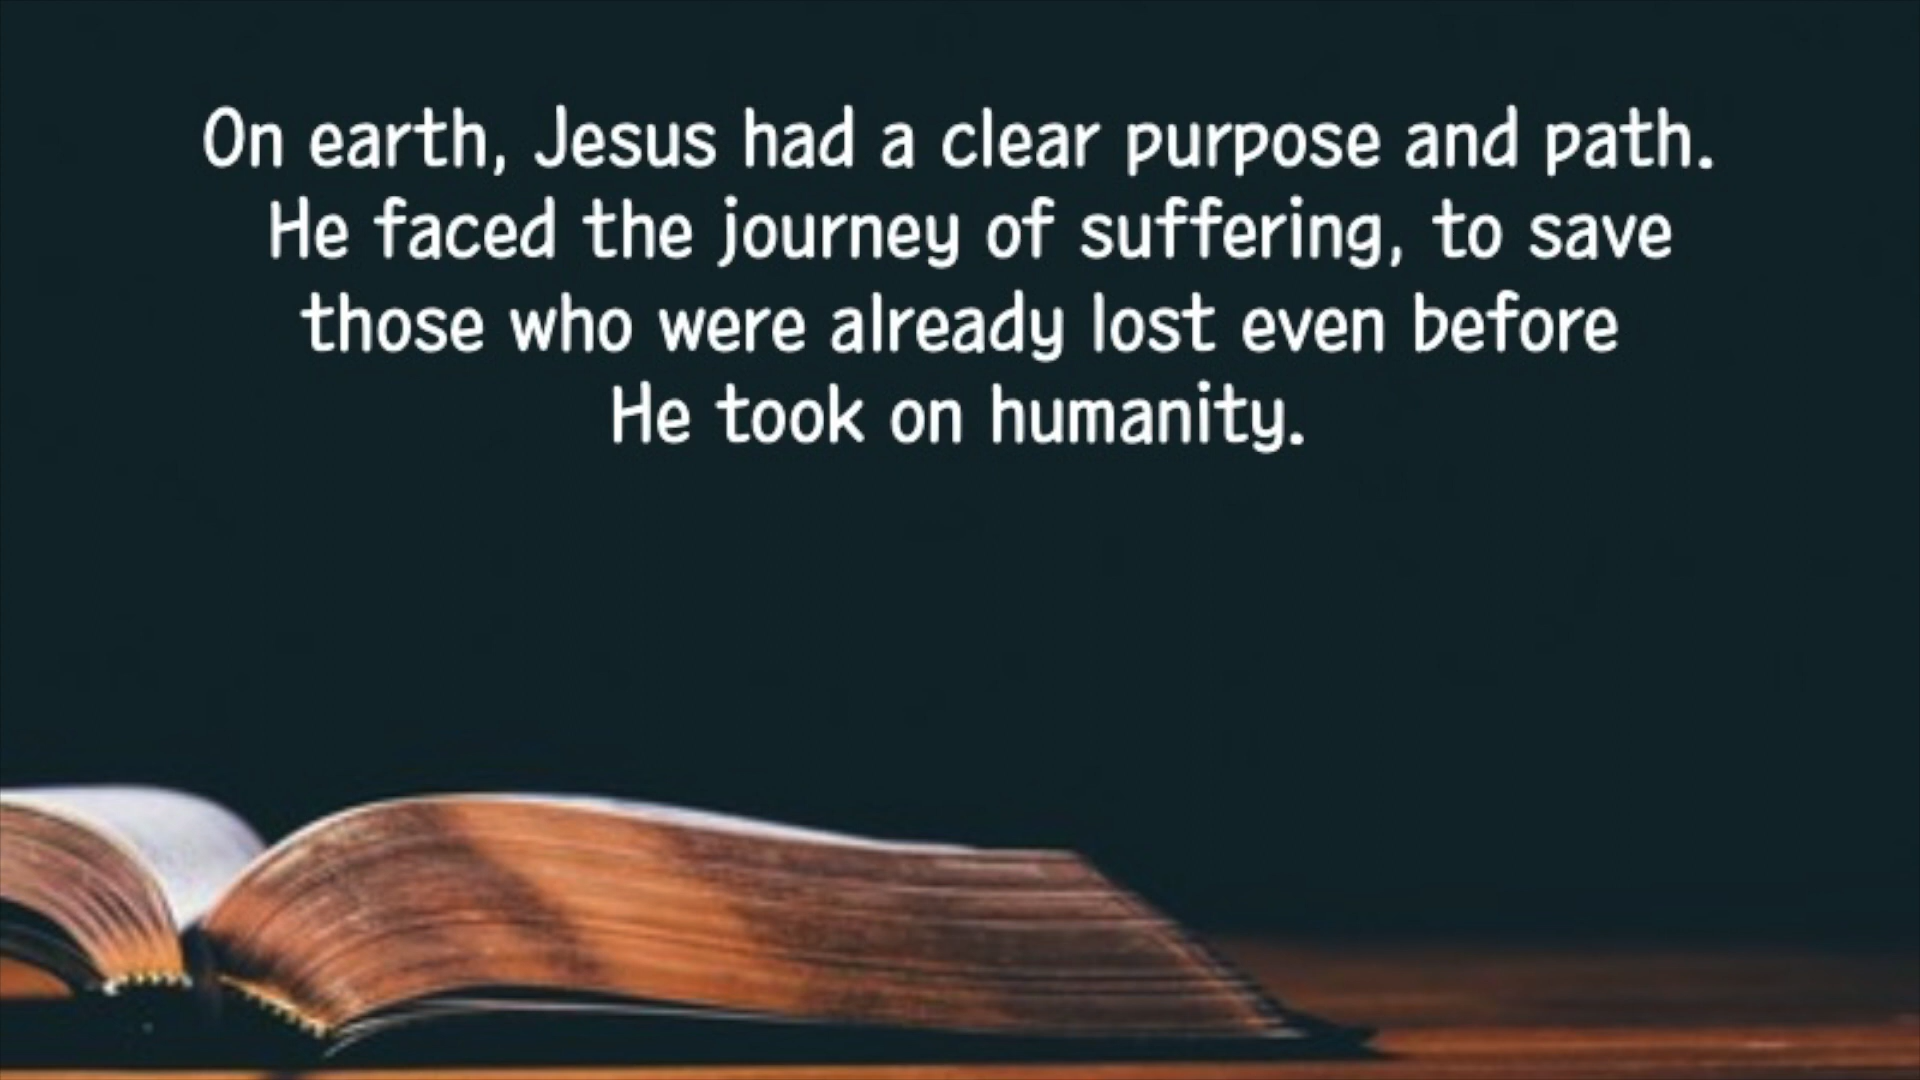 On earth, Jesus had a clear purpose and path.
He faced the journey of suffering, to save
those who were already lost even before
He took on humanity.